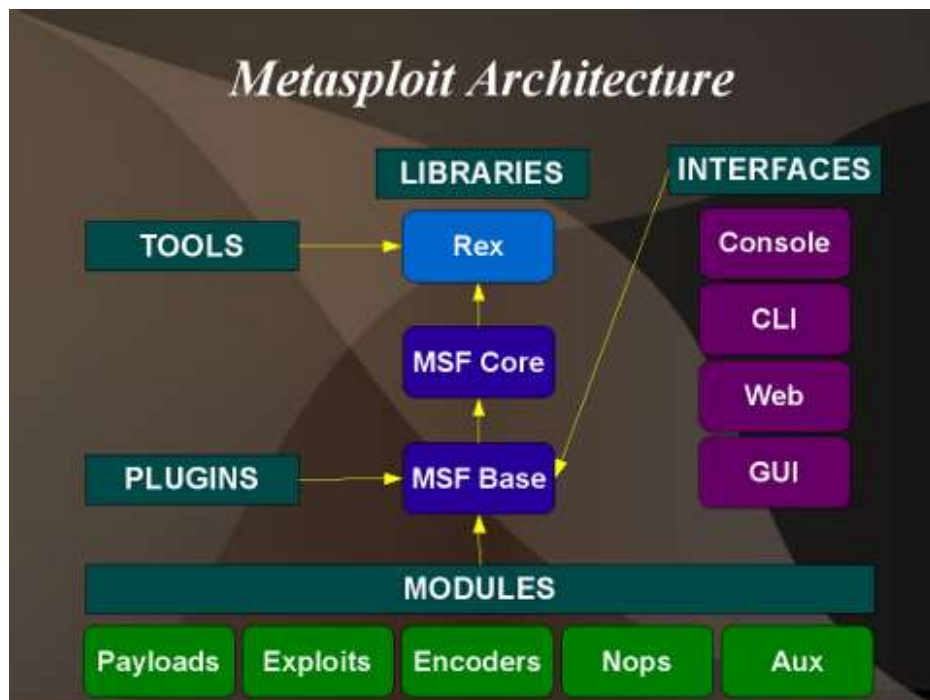 Metasploit Architecture
LIBRARIES
INTERFACES
TOOLS
Rex
Console
MSF Core
CLI
Web
PLUGINS
MSF Base
GUI
MODULES
Payloads
Exploits
Encoders
Nops
Aux